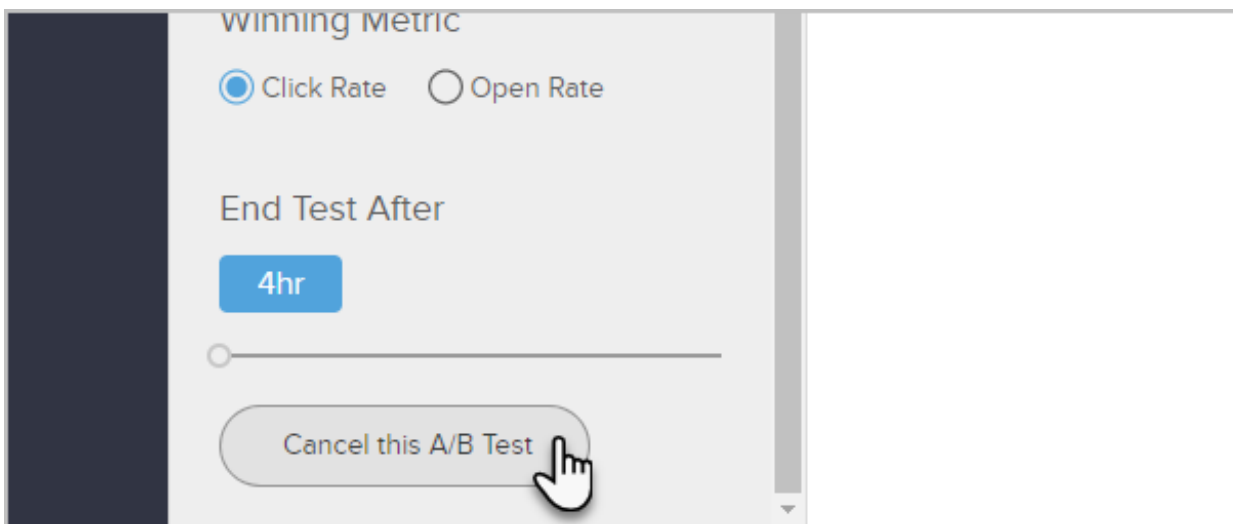 Winning Metric
Click Rate Open Rate
End Test After
4hr
Cancel this A/B Test